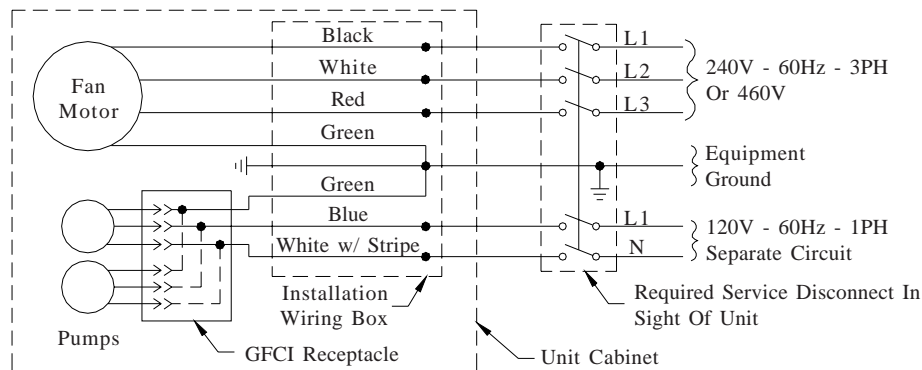 Black
White
Red
Green
Green
Blue
White w/ Stripe
Fan
Motor
L1
L2
L3
240V - 60Hz - 3PH
Or 460V
Equipment
Ground
L1
N
120V - 60Hz - 1PH
Separate Circuit
Installation
Wiring Box
Required Service Disconnect In
Sight Of Unit
Pumps
GFCI Receptacle
Unit Cabinet